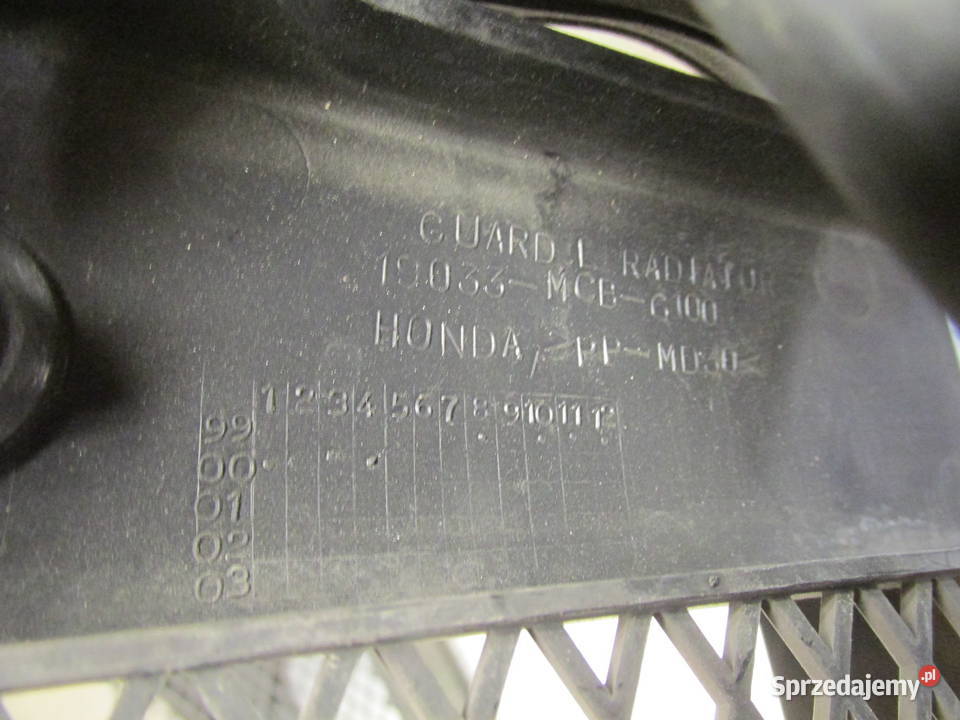 GUARD,L RADIATOR
19033-MCB-G100
HONDA, >PP-MD30<
1 2 3 4 5 6 7 8 9 10 11 12
99
00
01
02
03
Sprzedajemy.pl